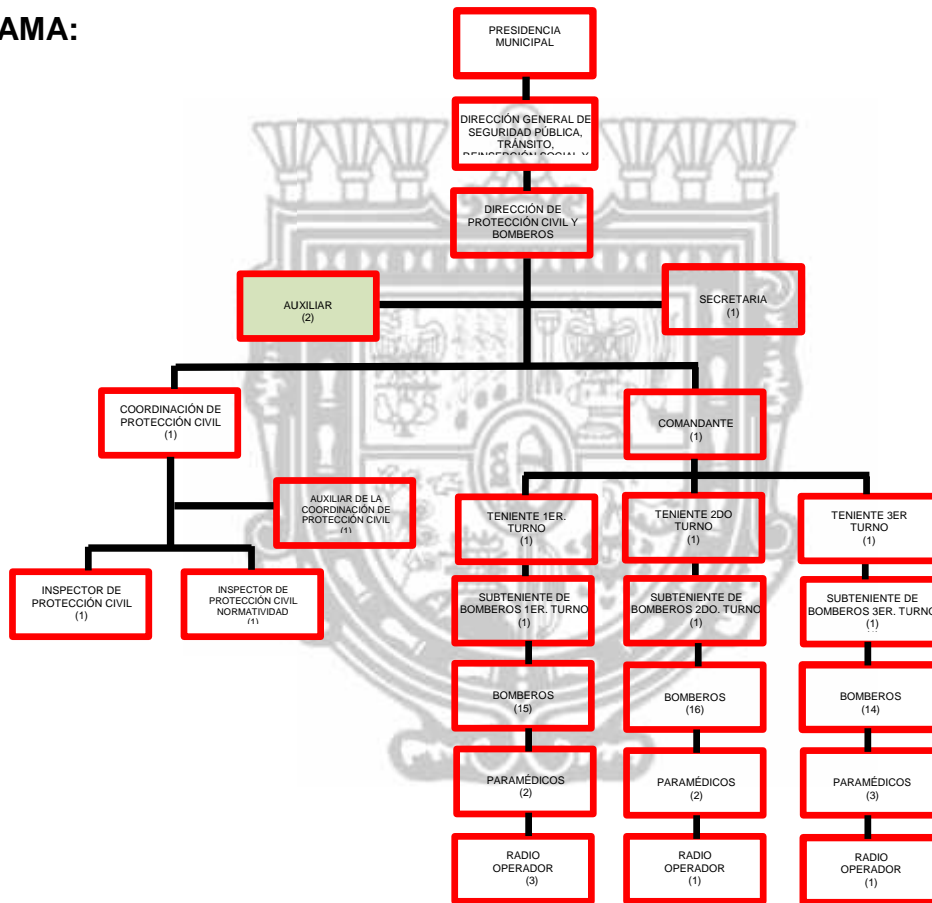 AMA:
PRESIDENCIA
MUNICIPAL
DIRECCIÓN GENERAL DE
SEGURIDAD PÚBLICA,
TRÁNSITO,
REINSERCIÓN SOCIAL Y
DIRECCIÓN DE
PROTECCIÓN CIVIL Y
BOMBEROS
AUXILIAR
(2)
SECRETARIA
(1)
COORDINACIÓN DE
PROTECCIÓN CIVIL
(1)
COMANDANTE
(1)
AUXILIAR DE LA
COORDINACIÓN DE
PROTECCIÓN CIVIL
(1)
TENIENTE 1ER.
TURNO
(1)
TENIENTE 2DO
TURNO
(1)
TENIENTE 3ER
TURNO
(1)
INSPECTOR DE
PROTECCIÓN CIVIL
(1)
INSPECTOR DE
PROTECCIÓN CIVIL
NORMATIVIDAD
(1)
SUBTENIENTE DE
BOMBEROS 1ER. TURNO
(1)
SUBTENIENTE DE
BOMBEROS 2DO. TURNO
(1)
SUBTENIENTE DE
BOMBEROS 3ER. TURNO
(1)
BOMBEROS
(15)
BOMBEROS
(16)
BOMBEROS
(14)
PARAMÉDICOS
(2)
PARAMÉDICOS
(2)
PARAMÉDICOS
(3)
RADIO
OPERADOR
(3)
RADIO
OPERADOR
(1)
RADIO
OPERADOR
(1)